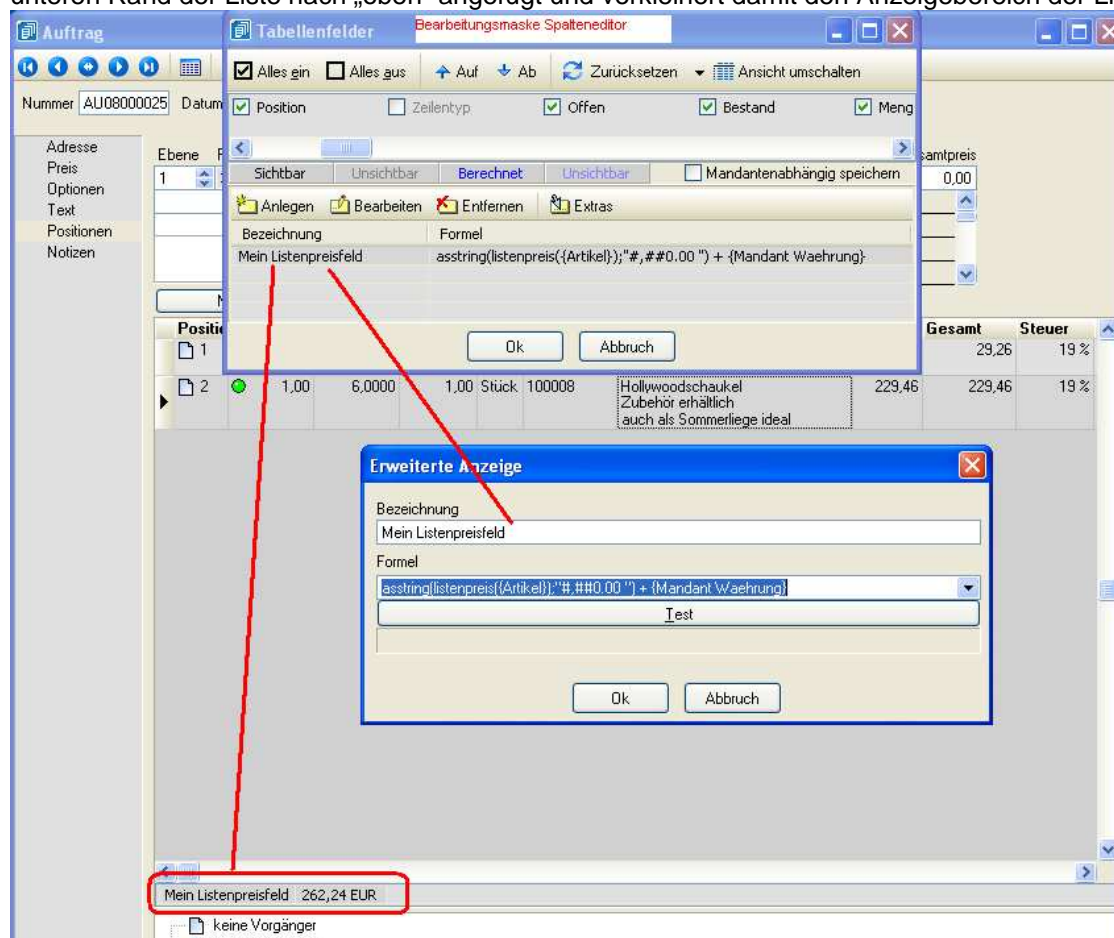 unteren Rand der Liste nach „oben“ angefügt und verkleinert damit den Anzeigebereich der
Auftrag
Tabellenfelder
Bearbeitungsmaske Spalteneditor
Alles ein Alles aus Auf Ab Zurücksetzen Ansicht umschalten
Nummer AU08000025 Datum
Position Zeilentyp Offen Bestand Meng
Adresse
Preis
Optionen
Text
Positionen
Notizen
Ebene
1
samtpreis
0,00
Sichtbar Unsichtbar Berechnet Unsichtbar Mandantenabhängig speichern
Anlegen Bearbeiten Entfernen Extras
Bezeichnung Formel
Mein Listenpreisfeld asstring(listenpreis({Artikel});"#,##0.00 ") + {Mandant Waehrung}
Ok Abbruch
Positio Gesamt Steuer
1 29,26 19 %
2 1,00 6,0000 1,00 Stück 100008 Hollywoodschaukel 229,46 229,46 19 %
Zubehör erhältlich
auch als Sommerliege ideal
Erweiterte Anzeige
Bezeichnung
Mein Listenpreisfeld
Formel
asstring(listenpreis({Artikel});"#,##0.00 ") + {Mandant Waehrung}
Test
Ok Abbruch
Mein Listenpreisfeld 262,24 EUR
keine Vorgänger